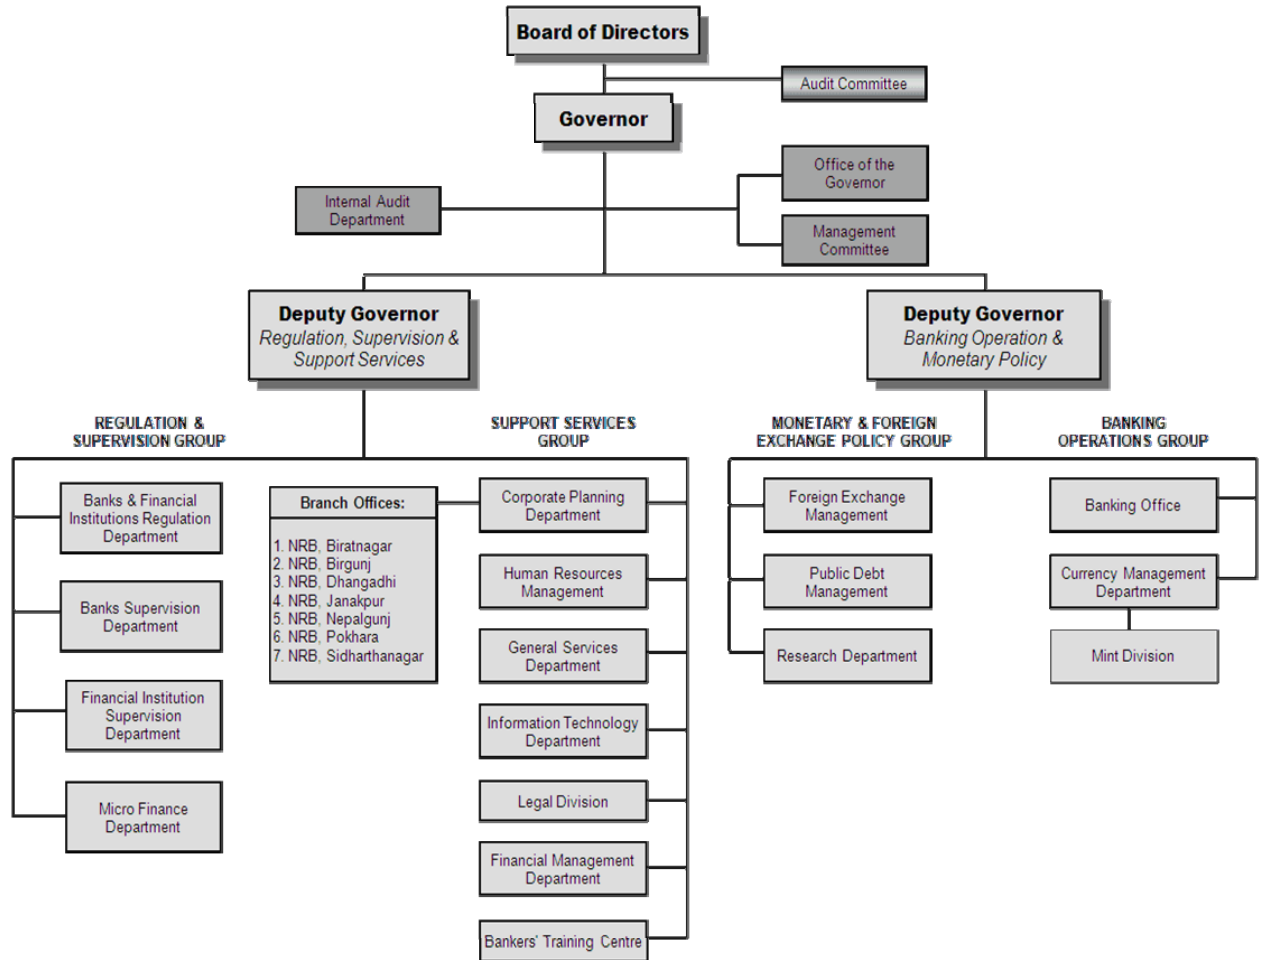 Board of Directors
Audit Committee
Governor
Office of the
Governor
Internal Audit
Department
Management
Committee
Deputy Governor
Regulation, Supervision &
Support Services
Deputy Governor
Banking Operation &
Monetary Policy
REGULATION &
SUPERVISION GROUP
SUPPORT SERVICES
GROUP
MONETARY & FOREIGN
EXCHANGE POLICY GROUP
BANKING
OPERATIONS GROUP
Banks & Financial
Institutions Regulation
Department
Banks Supervision
Department
Financial Institution
Supervision
Department
Micro Finance
Department
Branch Offices:
1. NRB, Biratnagar
2. NRB, Birgunj
3. NRB, Dhangadhi
4. NRB, Janakpur
5. NRB, Nepalgunj
6. NRB, Pokhara
7. NRB, Sidharthanagar
Corporate Planning
Department
Human Resources
Management
General Services
Department
Information Technology
Department
Legal Division
Financial Management
Department
Bankers' Training Centre
Foreign Exchange
Management
Public Debt
Management
Research Department
Banking Office
Currency Management
Department
Mint Division